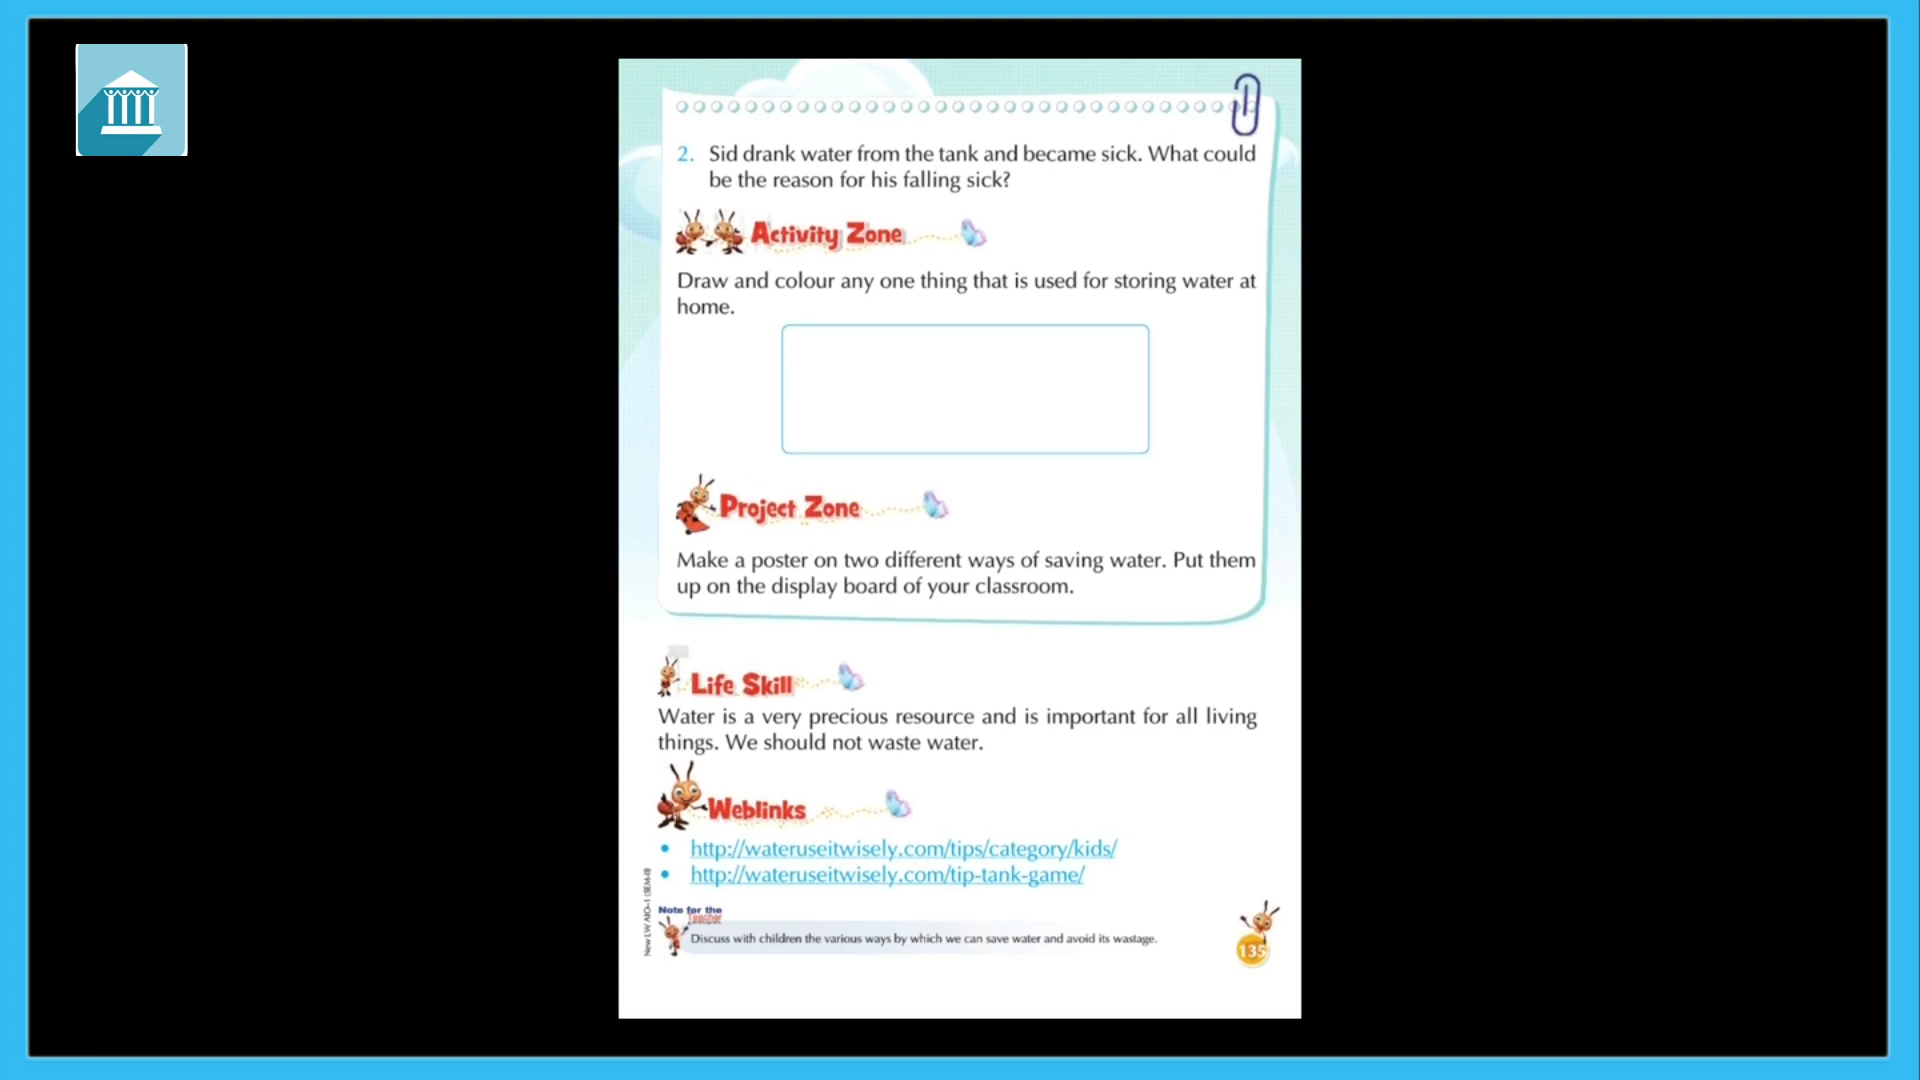 2. Sid drank water from the tank and became sick. What could
be the reason for his falling sick?
Activity Zone
Draw and colour any one thing that is used for storing water at
home.
Project Zone
Make a poster on two different ways of saving water. Put them
up on the display board of your classroom.
Life Skill
Water is a very precious resource and is important for all living
things. We should not waste water.
Weblinks
• http://wateruseitwisely.com/tips/category/kids/
• http://wateruseitwisely.com/tip-tank-game/
Note for the
Teacher
Discuss with children the various ways by which we can save water and avoid its wastage.
135